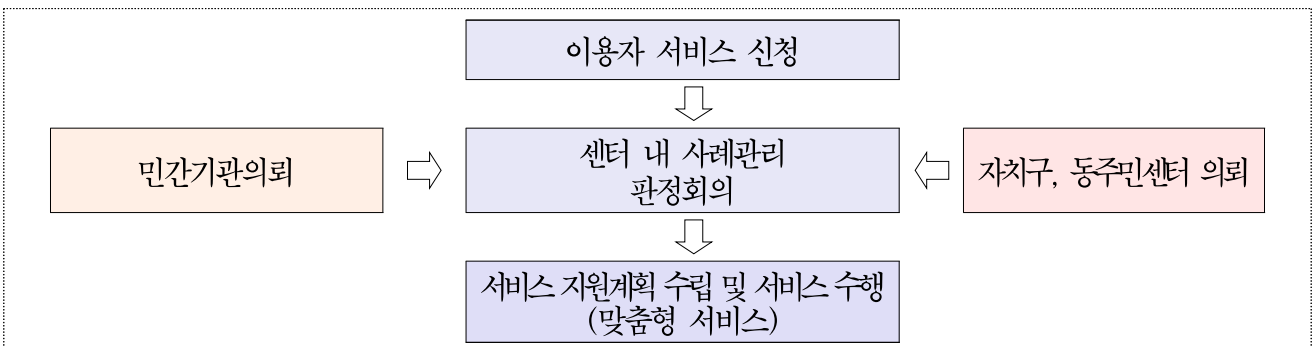 이용자 서비스 신청
민간기관의뢰
센터 내 사례관리
판정회의
자치구, 동주민센터 의뢰
서비스 지원계획 수립 및 서비스 수행
(맞춤형 서비스)